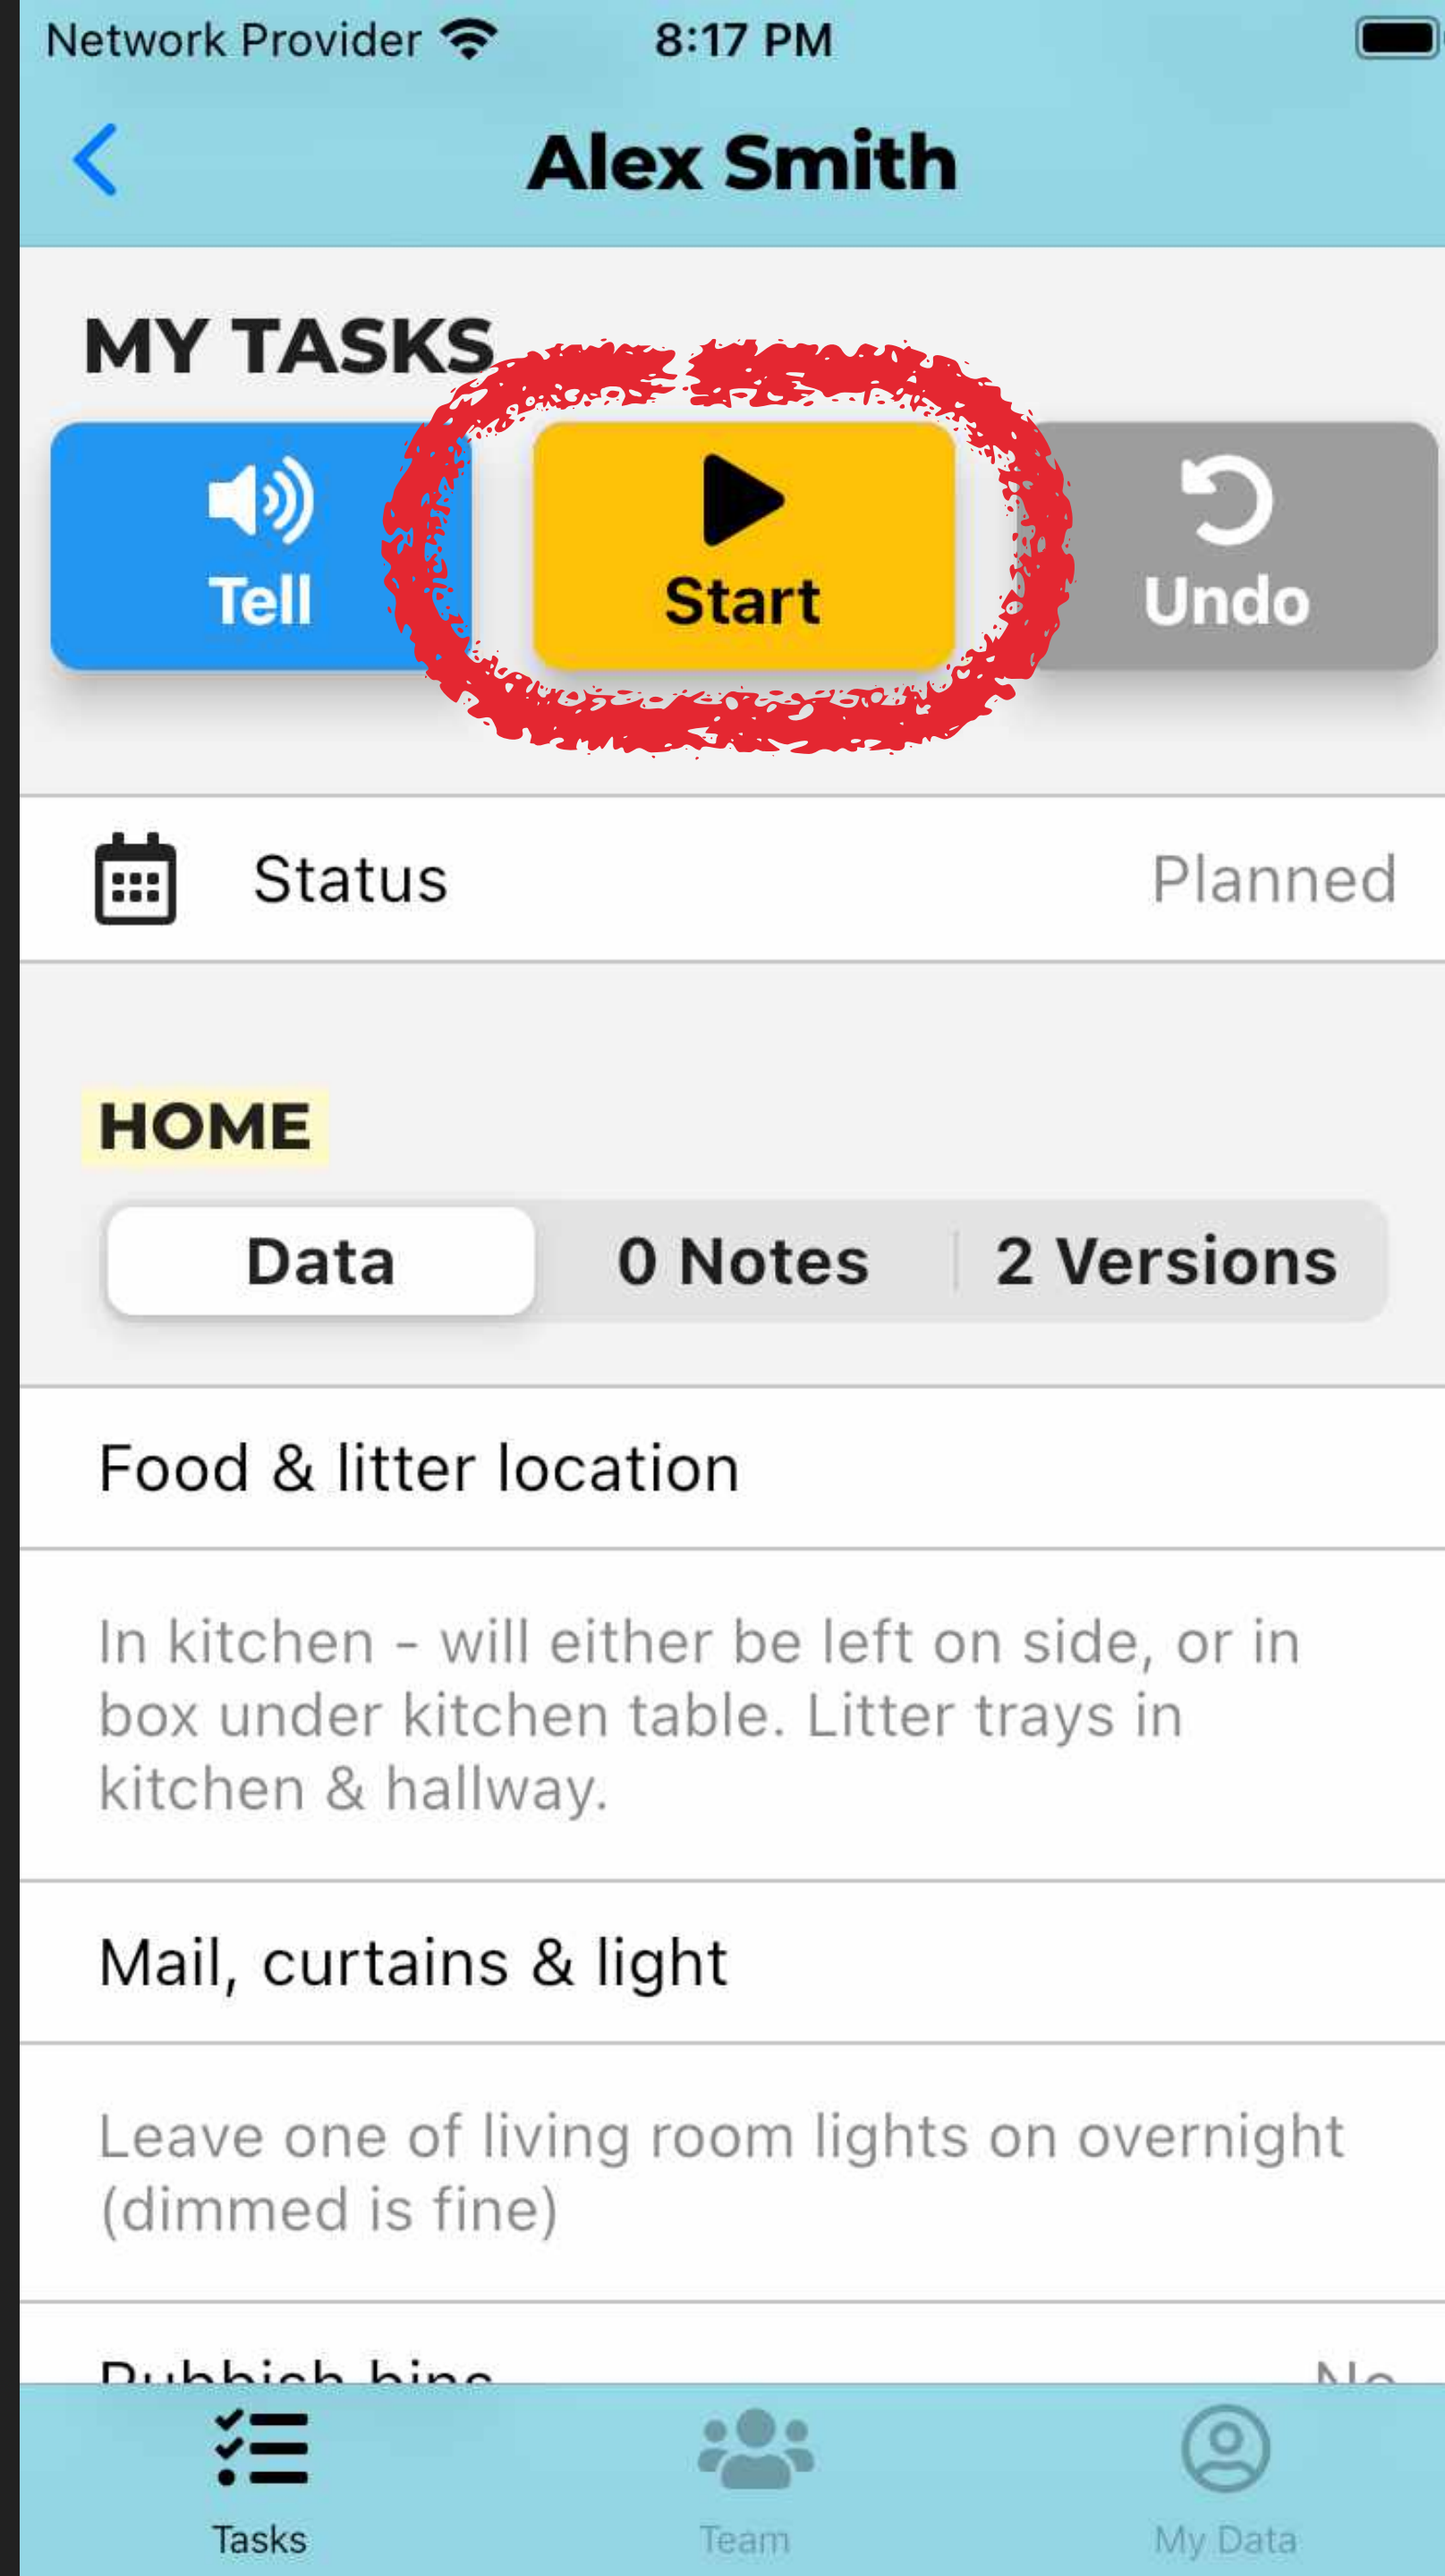 Network Provider 8:17 PM
Alex Smith
MY TASKS
Tell Start Undo
Status Planned
HOME
Data 0 Notes 2 Versions
Food & litter location
In kitchen - will either be left on side, or in
box under kitchen table. Litter trays in
kitchen & hallway.
Mail, curtains & light
Leave one of living room lights on overnight
(dimmed is fine)
Rubbish bins No
Tasks Team My Data